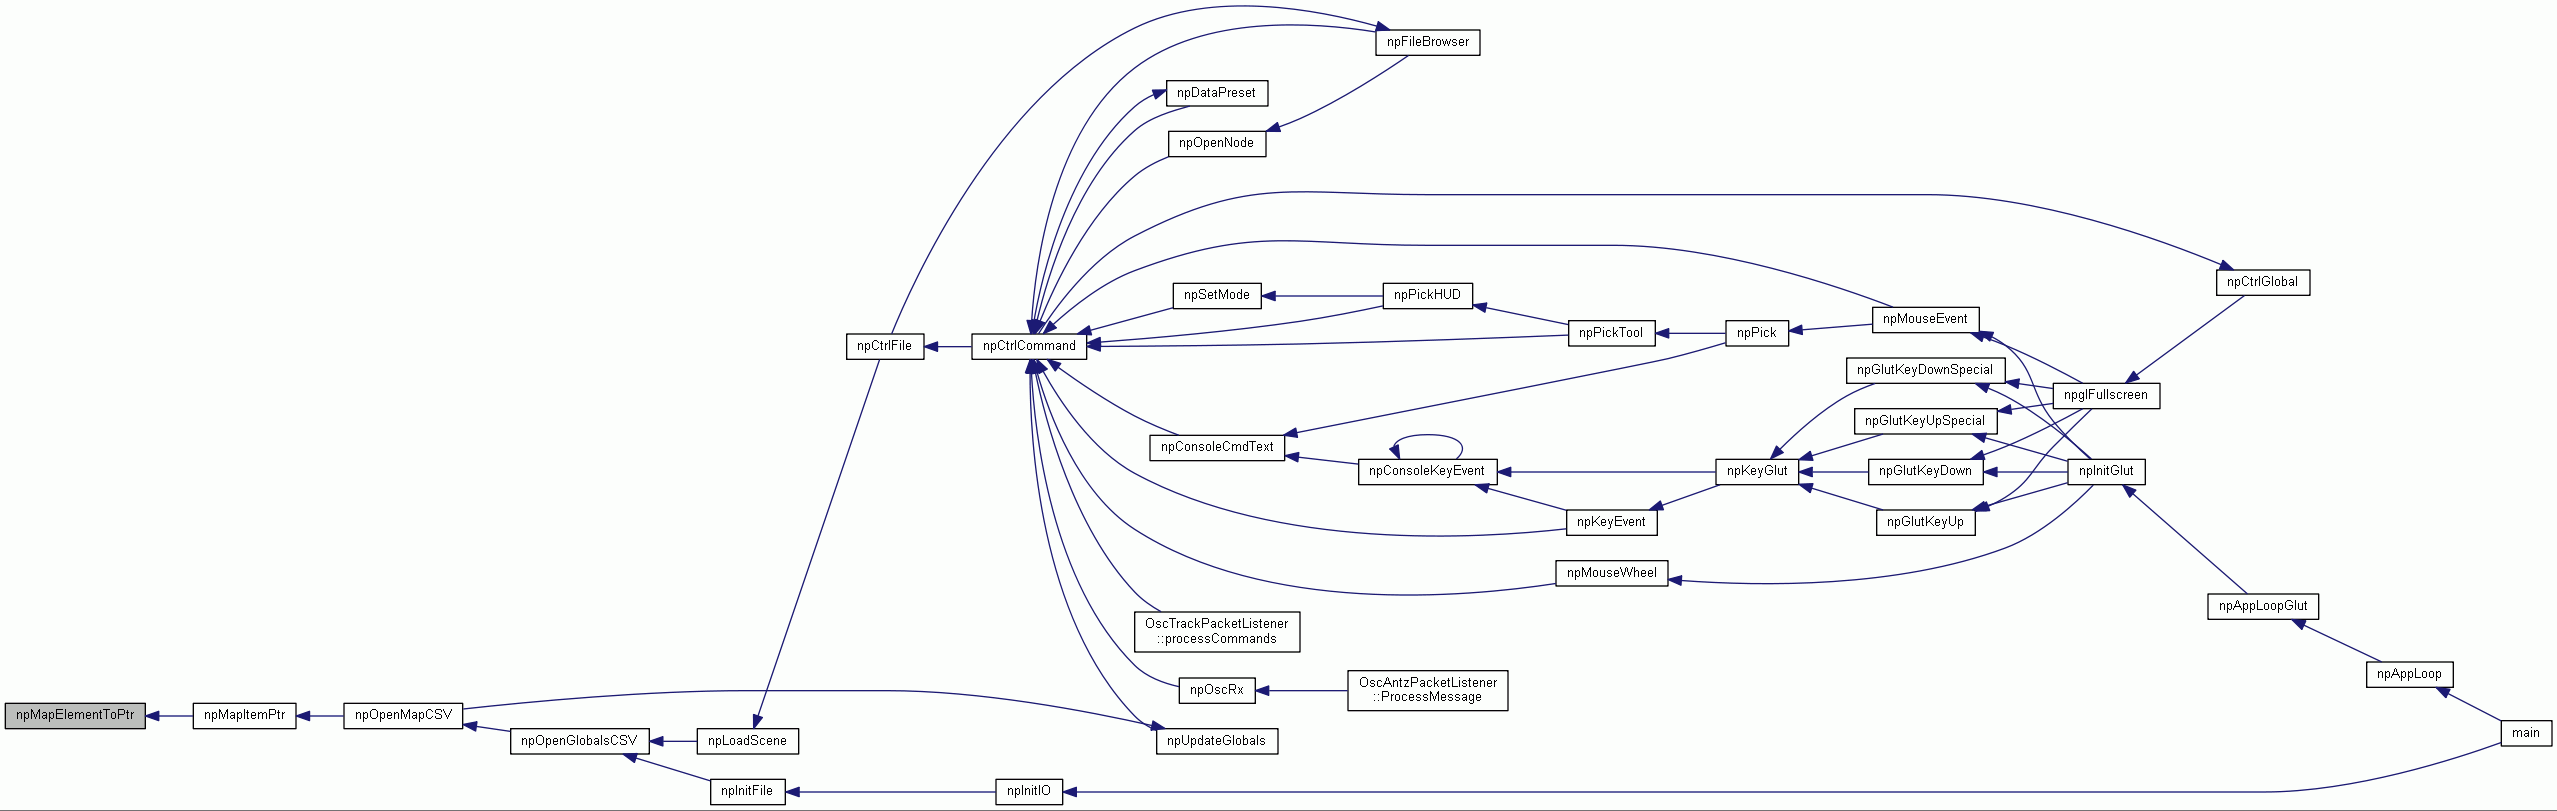 npFileBrowser
npDataPreset
npOpenNode
npCtrlGlobal
npSetMode
npPickHUD
npMouseEvent
npPickTool
npPick
npCtrlFile
npCtrlCommand
npGlutKeyDownSpecial
npglFullscreen
npGlutKeyUpSpecial
npConsoleCmdText
npConsoleKeyEvent
npKeyGlut
npGlutKeyDown
npInitGlut
npKeyEvent
npGlutKeyUp
npMouseWheel
npAppLoopGlut
OscTrackPacketListener
::processCommands
npAppLoop
npOscRx
OscAntzPacketListener
::ProcessMessage
npMapElementToPtr
npMapItemPtr
npOpenMapCSV
main
npOpenGlobalsCSV
npLoadScene
npUpdateGlobals
npInitFile
npInitIO